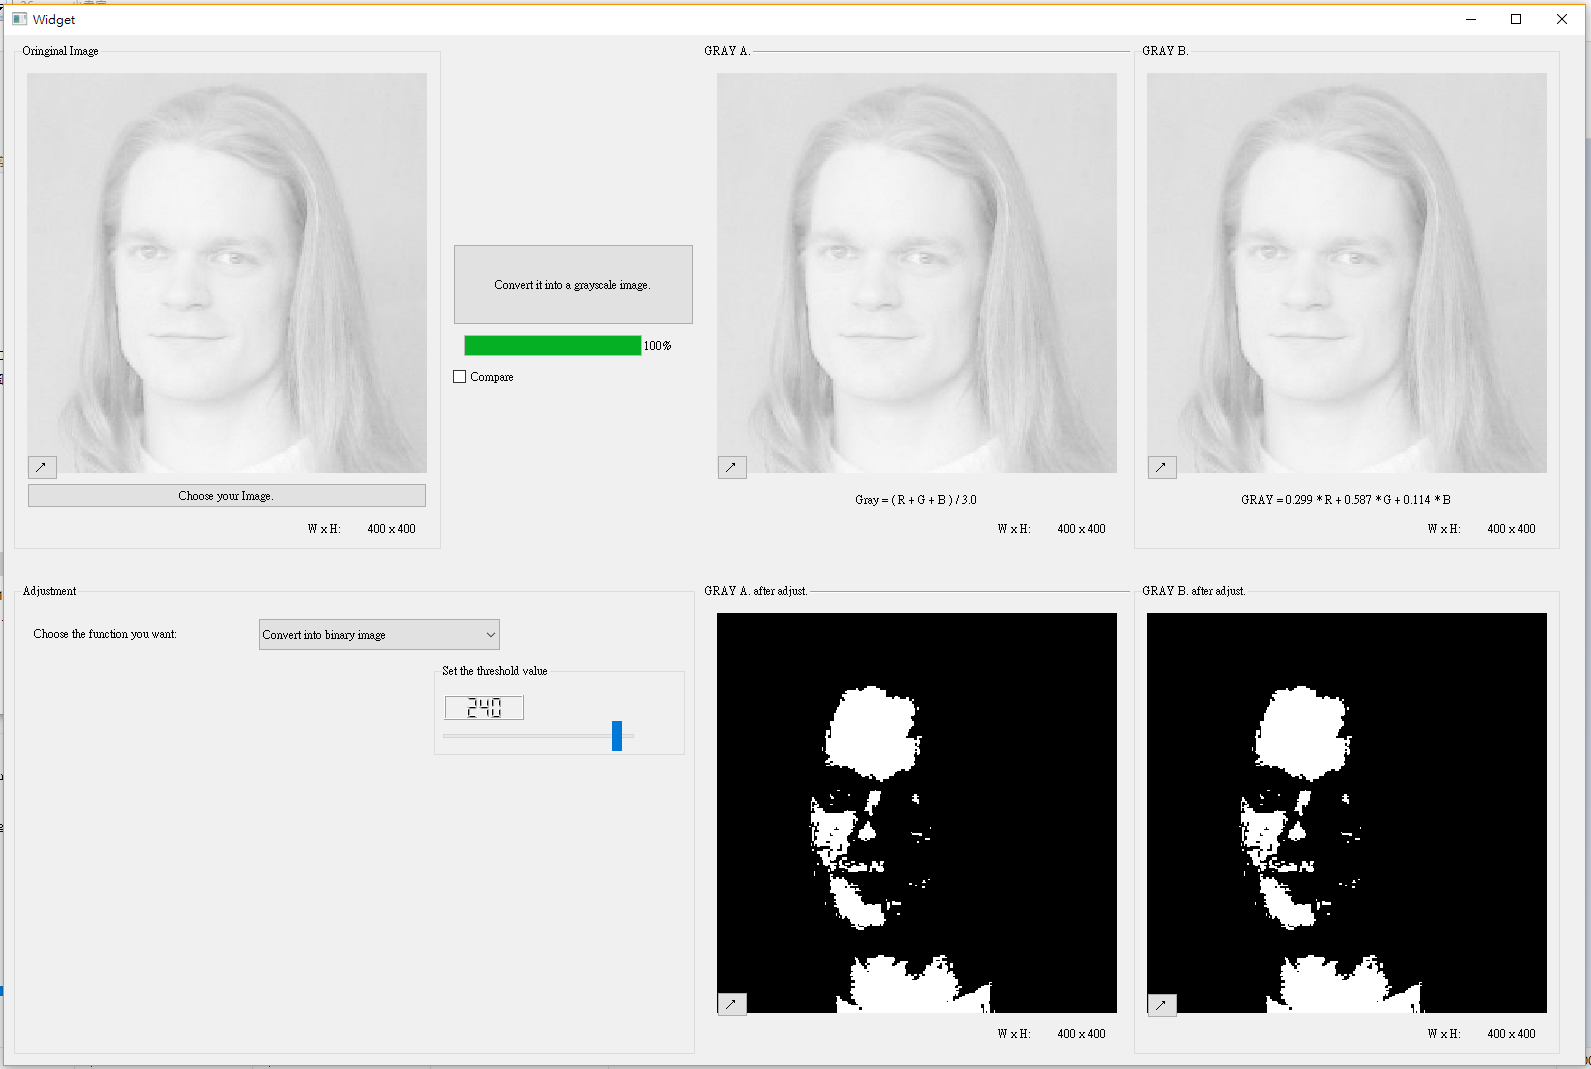 Widget
Oringinal Image
GRAY A.
GRAY B.
Convert it into a grayscale image.
100%
Compare
Choose your Image.
W x H: 400 x 400
Gray = ( R + G + B ) / 3.0
W x H: 400 x 400
GRAY = 0.299 * R + 0.587 * G + 0.114 * B
W x H: 400 x 400
Adjustment
Choose the function you want:
Convert into binary image
Set the threshold value
240
GRAY A. after adjust.
W x H: 400 x 400
GRAY B. after adjust.
W x H: 400 x 400